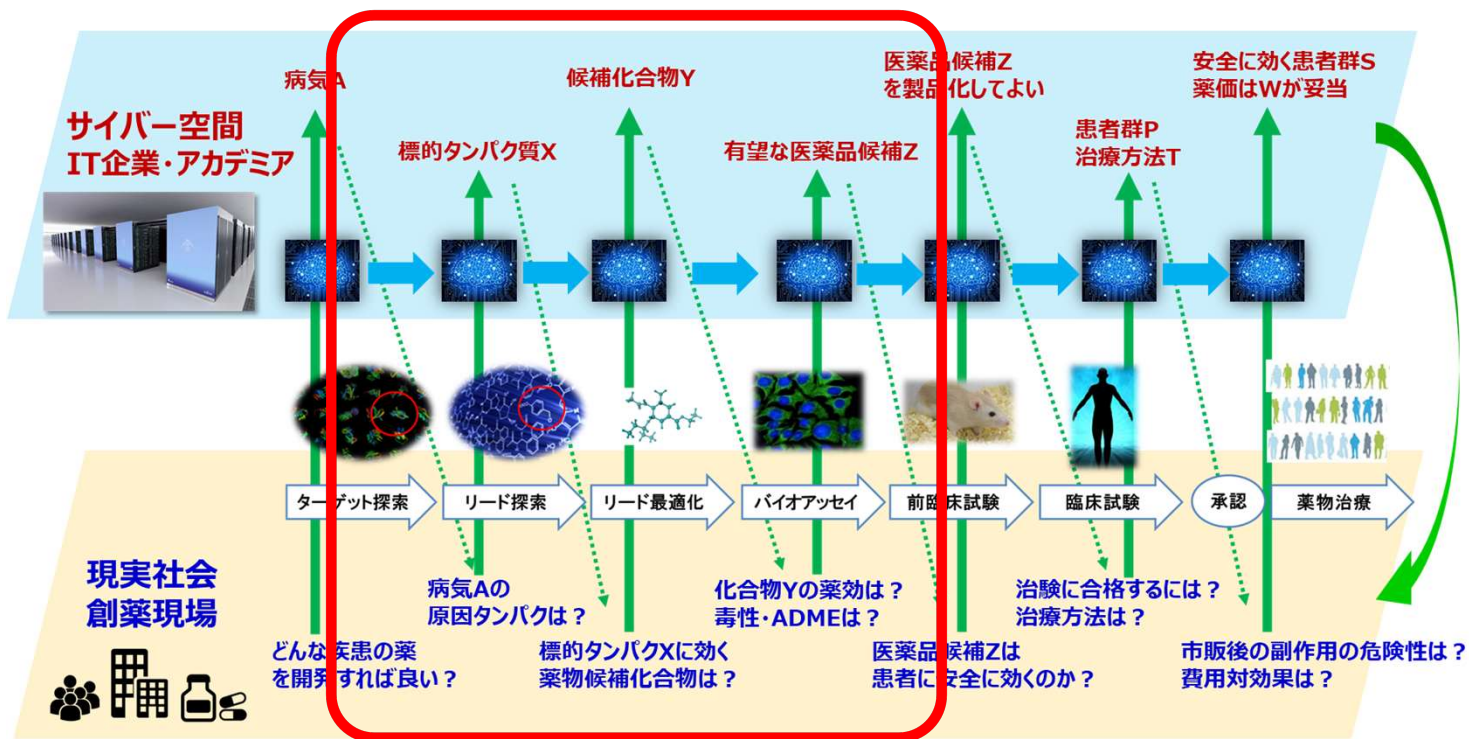 病気A
候補化合物Y
医薬品候補Z
を製品化してよい
安全に効く患者群S
薬価はWが妥当
サイバー空間
IT企業・アカデミア
標的タンパク質X
有望な医薬品候補Z
患者群P
治療方法T
ターゲット探索
リード探索
リード最適化
バイオアッセイ
前臨床試験
臨床試験
承認
薬物治療
現実社会
創薬現場
病気Aの
原因タンパクは？
化合物Yの薬効は？
毒性・ADMEは？
治験に合格するには？
治療方法は？
どんな疾患の薬
を開発すれば良い？
標的タンパクXに効く
薬物候補化合物は？
医薬品候補Zは
患者に安全に効くのか？
市販後の副作用の危険性は？
費用対効果は？